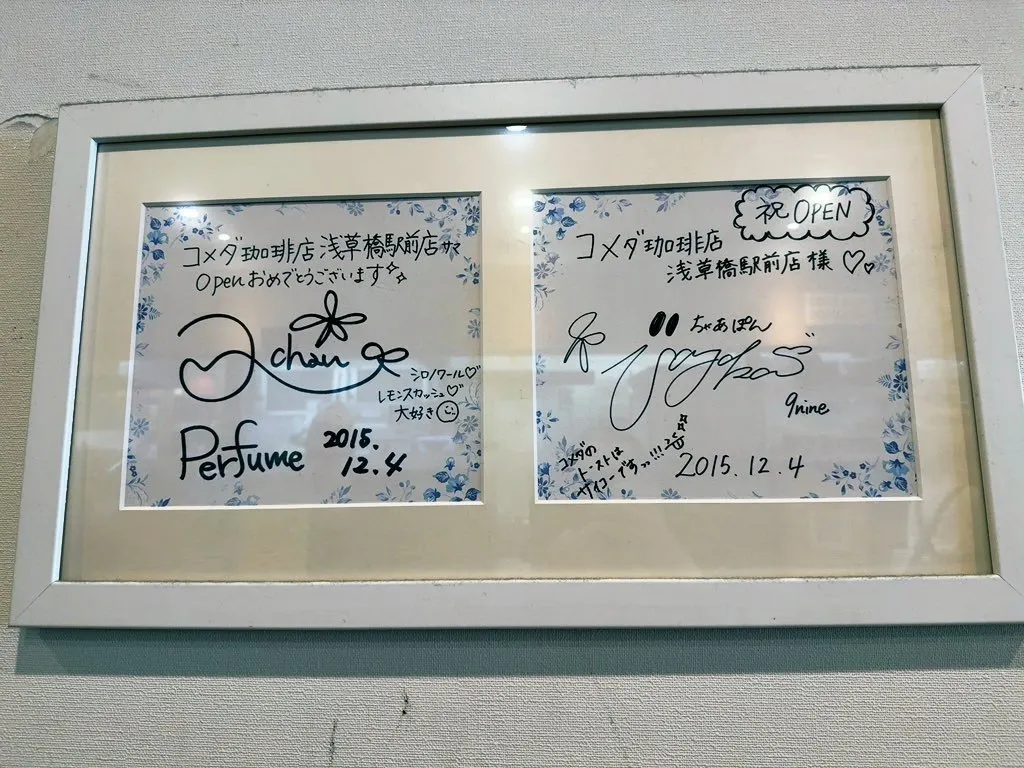 コメダ珈琲店 浅草橋駅前店サマ
Openおめでとうございます
chan
シロノワール♡
レモンスカッシュ♡
大好き
Perfume
2015.
12.4
祝 OPEN
コメダ珈琲店
浅草橋駅前店様♡♡
ちゃあぽん
9nine
コメダの
トーストは
サイコーですっ!!!
2015.12.4